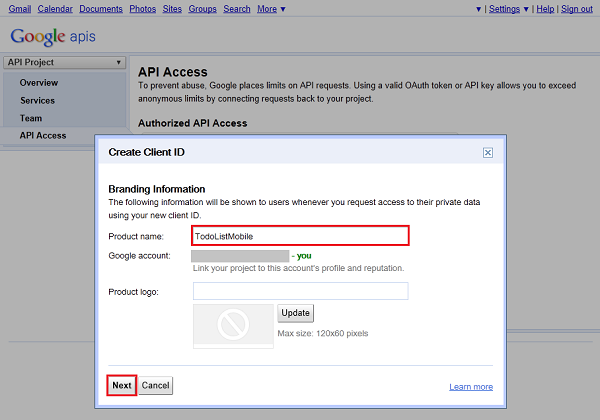 Gmail Calendar Documents Photos Sites Groups Search More ▼ ▼ | Settings ▼ | Help | Sign out
Google apis
API Project ▼
Overview
Services
Team
API Access
API Access
To prevent abuse, Google places limits on API requests. Using a valid OAuth token or API key allows you to exceed
anonymous limits by connecting requests back to your project.
Authorized API Access
Create Client ID
Branding Information
The following information will be shown to users whenever you request access to their private data
using your new client ID.
Product name: TodoListMobile
Google account: - you
Link your project to this account's profile and reputation.
Product logo:
Update
Max size: 120x60 pixels
Next Cancel Learn more